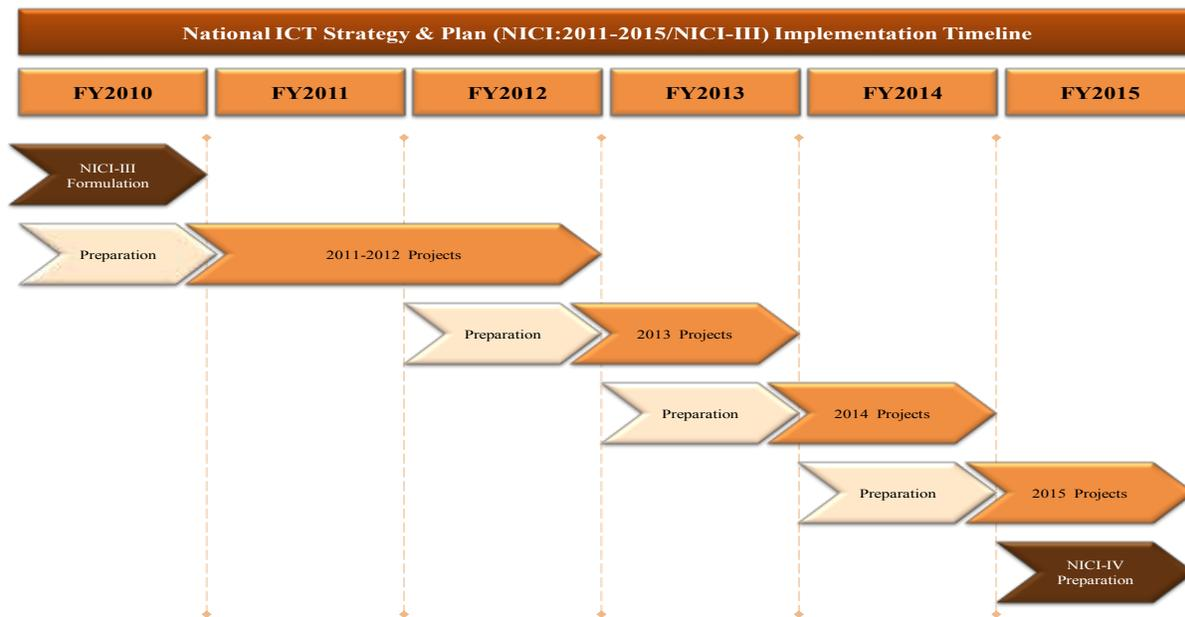 National ICT Strategy & Plan (NICI:2011-2015/NICI-III) Implementation Timeline
FY2010 FY2011 FY2012 FY2013 FY2014 FY2015
NICI-III
Formulation
Preparation 2011-2012 Projects
Preparation 2013 Projects
Preparation 2014 Projects
Preparation 2015 Projects
NICI-IV
Preparation